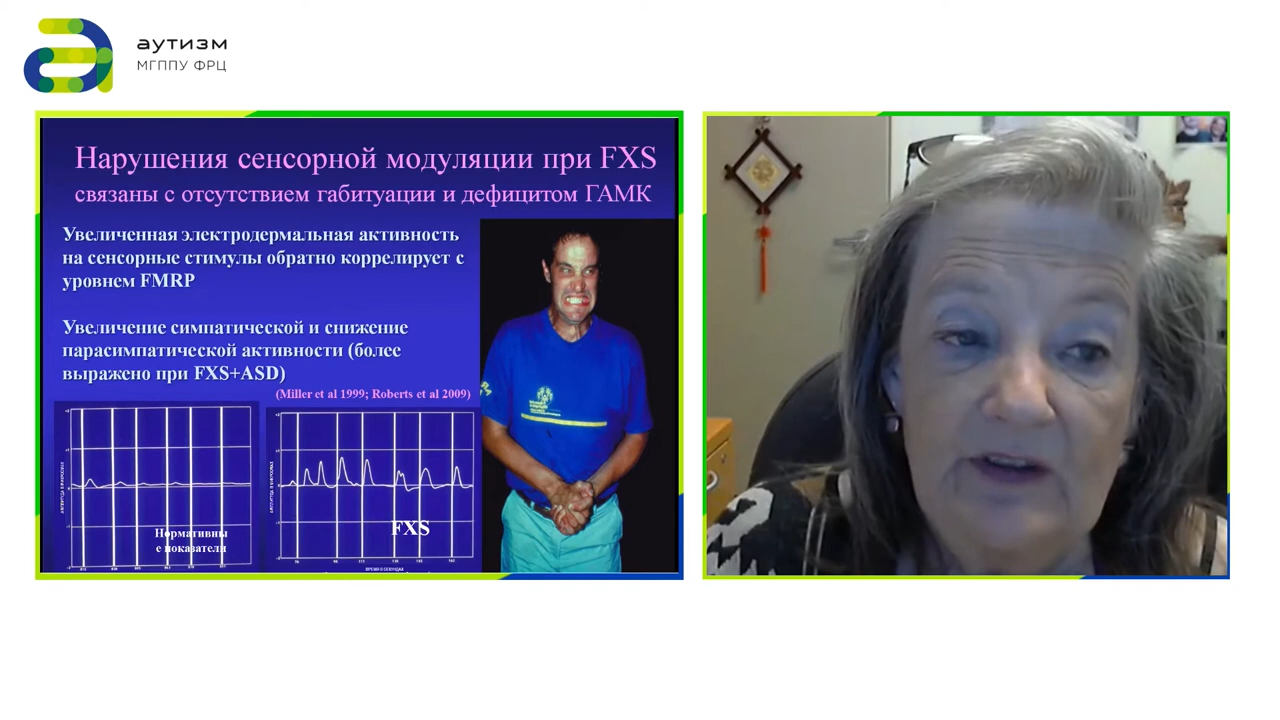 аутизм
МГППУ ФРЦ
Нарушения сенсорной модуляции при FXS
связаны с отсутствием габитуации и дефицитом ГАМК
Увеличенная электродермальная активность
на сенсорные стимулы обратно коррелирует с
уровнем FMRP
Увеличение симпатической и снижение
парасимпатической активности (более
выражено при FXS+ASD)
(Miller et al 1999; Roberts et al 2009)
Нормативны
е показатели
FXS
ВРЕМЯ В СЕКУНДАХ